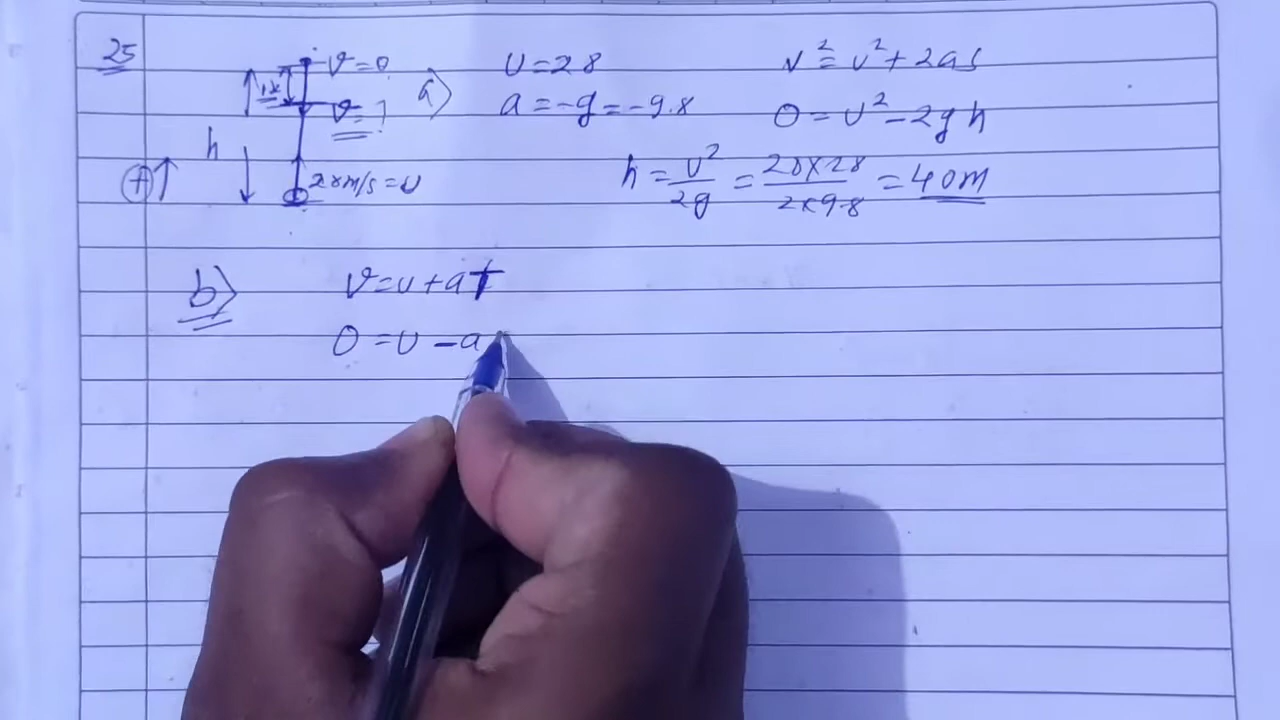 25
v=0
1s
v=?
h
(+)↑
28 m/s = u
a)
u=28
a=-g=-9.8
v²=u²+2as
0=u²-2gh
h=u²/2g=28×28/2×9.8=40m
b)
v=u+at
0=u-a